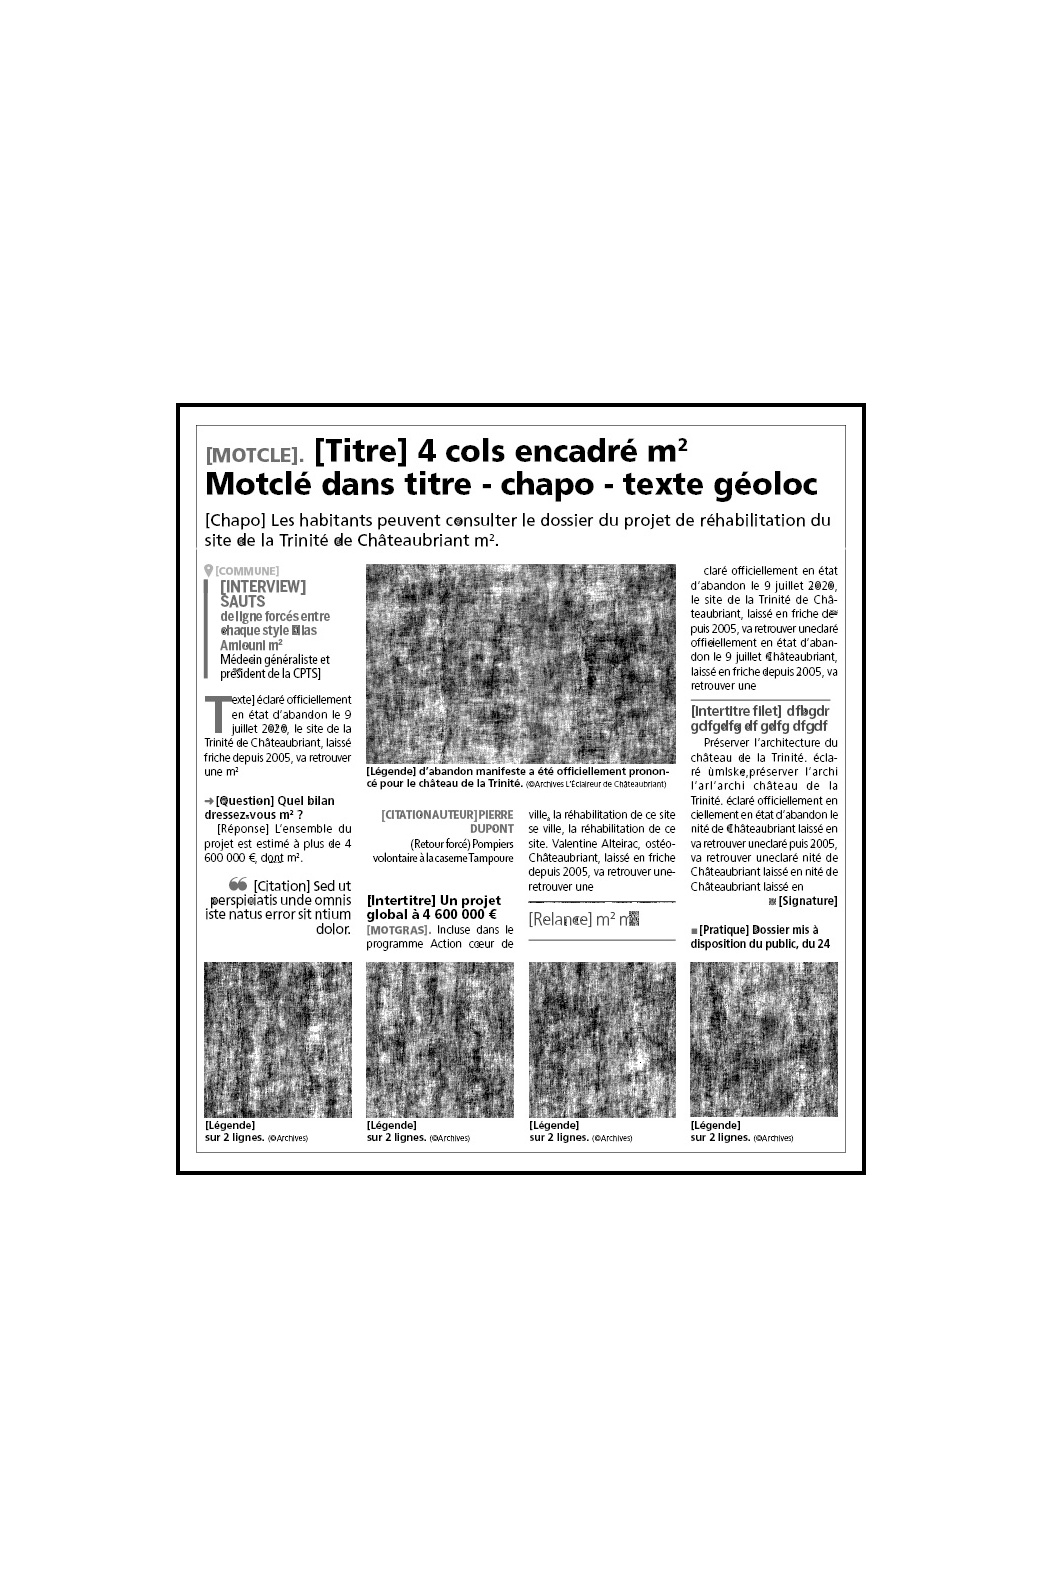 [MOTCLE]. [Titre] 4 cols encadré m²
Motclé dans titre - chapo - texte géoloc
[Chapo] Les habitants peuvent consulter le dossier du projet de réhabilitation du
site de la Trinité de Châteaubriant m².
[COMMUNE]
[INTERVIEW]
SAUTS
de ligne forcés entre
chaque style
Amiouni m²
Médecin généraliste et
président de la CPTS]
Texte] éclaré officiellement
en état d'abandon le 9
juillet 2020, le site de la
Trinité de Châteaubriant, laissé
friche depuis 2005, va retrouver
une m²
➜ [Question] Quel bilan
dressez-vous m² ?
[Réponse] L'ensemble du
projet est estimé à plus de 4
600 000 €, dont m².
❝ [Citation] Sed ut
perspiciatis unde omnis
iste natus error sit ntium
dolor.
[Légende] d'abandon manifeste a été officiellement pronon-
cé pour le château de la Trinité. (©Archives L'Éclaireur de Châteaubriant)
[CITATION AUTEUR] PIERRE
DUPONT
(Retour forcé) Pompiers
volontaire à la caserne Tampoure
[Intertitre] Un projet
global à 4 600 000 €
[MOTGRAS]. Incluse dans le
programme Action cœur de
ville, la réhabilitation de ce site
se ville, la réhabilitation de ce
site. Valentine Alteirac, ostéo-
Châteaubriant, laissé en friche
depuis 2005, va retrouver une-
retrouver une
[Relance] m²
claré officiellement en état
d'abandon le 9 juillet 2020,
le site de la Trinité de Châ-
teaubriant, laissé en friche de-
puis 2005, va retrouver uneclaré
officiellement en état d'aban-
don le 9 juillet Châteaubriant,
laissé en friche depuis 2005, va
retrouver une
[Intertitre filet] dfbgdr
gdfgdfg df gdfg dfgdf
Préserver l'architecture du
château de la Trinité. écla-
ré ùmlske,préserver l'archi
l'arl'archi château de la
Trinité. éclaré officiellement en
ciellement en état d'abandon le
nité de Châteaubriant laissé en
va retrouver uneclaré puis 2005,
va retrouver uneclaré nité de
Châteaubriant laissé en nité de
Châteaubriant laissé en
[Signature]
■ [Pratique] Dossier mis à
disposition du public, du 24
[Légende]
sur 2 lignes. (©Archives)
[Légende]
sur 2 lignes. (©Archives)
[Légende]
sur 2 lignes. (©Archives)
[Légende]
sur 2 lignes. (©Archives)